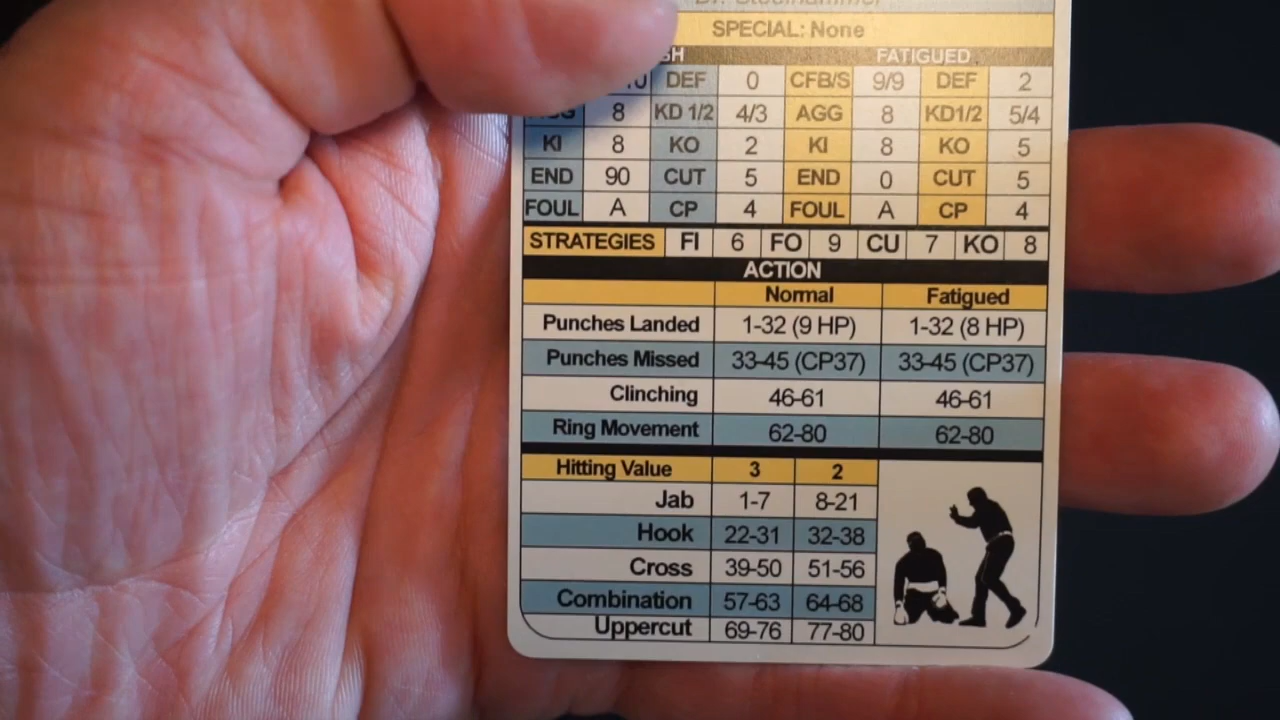 Dr. Steelhammer
SPECIAL: None
FATIGUED
DEF 0 CFB/S 9/9 DEF 2
8 KD 1/2 4/3 AGG 8 KD1/2 5/4
KI 8 KO 2 KI 8 KO 5
END 90 CUT 5 END 0 CUT 5
FOUL A CP 4 FOUL A CP 4
STRATEGIES FI 6 FO 9 CU 7 KO 8
ACTION
Normal Fatigued
Punches Landed 1-32 (9 HP) 1-32 (8 HP)
Punches Missed 33-45 (CP37) 33-45 (CP37)
Clinching 46-61 46-61
Ring Movement 62-80 62-80
Hitting Value 3 2
Jab 1-7 8-21
Hook 22-31 32-38
Cross 39-50 51-56
Combination 57-63 64-68
Uppercut 69-76 77-80